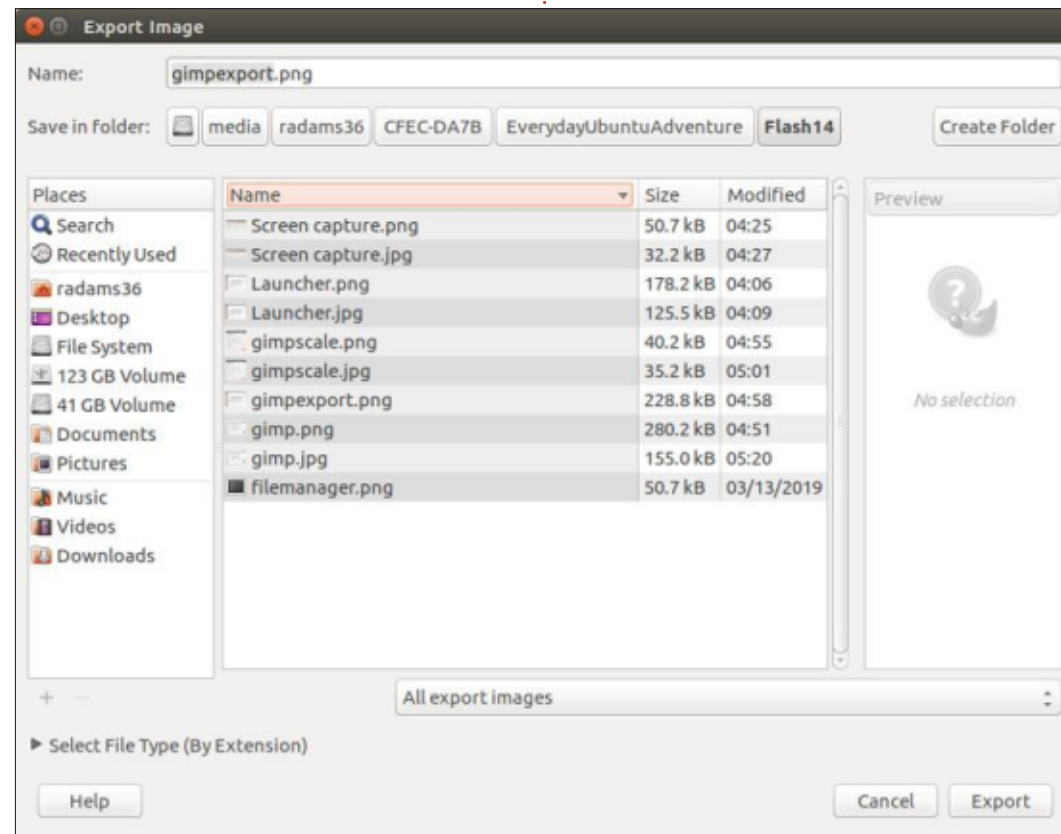 Export Image
Name: gimpexport.png
Save in folder: media radams36 CFEC-DA7B EverydayUbuntuAdventure Flash14 Create Folder
Places
Search
Recently Used
radams36
Desktop
File System
123 GB Volume
41 GB Volume
Documents
Pictures
Music
Videos
Downloads
Name Size Modified
Screen capture.png 50.7 kB 04:25
Screen capture.jpg 32.2 kB 04:27
Launcher.png 178.2 kB 04:06
Launcher.jpg 125.5 kB 04:09
gimpscale.png 40.2 kB 04:55
gimpscale.jpg 35.2 kB 05:01
gimpexport.png 228.8 kB 04:58
gimp.png 280.2 kB 04:51
gimp.jpg 155.0 kB 05:20
filemanager.png 50.7 kB 03/13/2019
Preview
No selection
+ −
All export images
Select File Type (By Extension)
Help Cancel Export